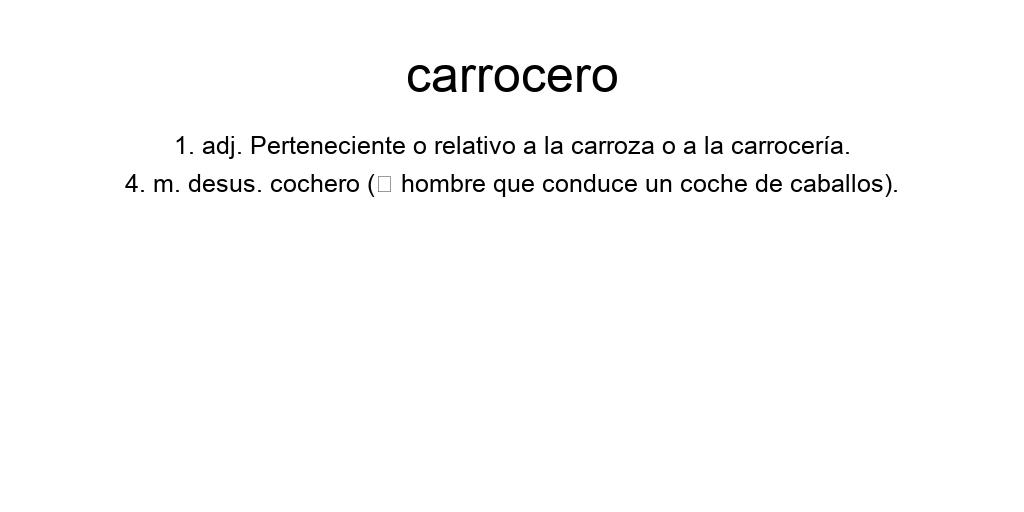 carrocero
1. adj. Perteneciente o relativo a la carroza o a la carrocería.
4. m. desus. cochero (□ hombre que conduce un coche de caballos).